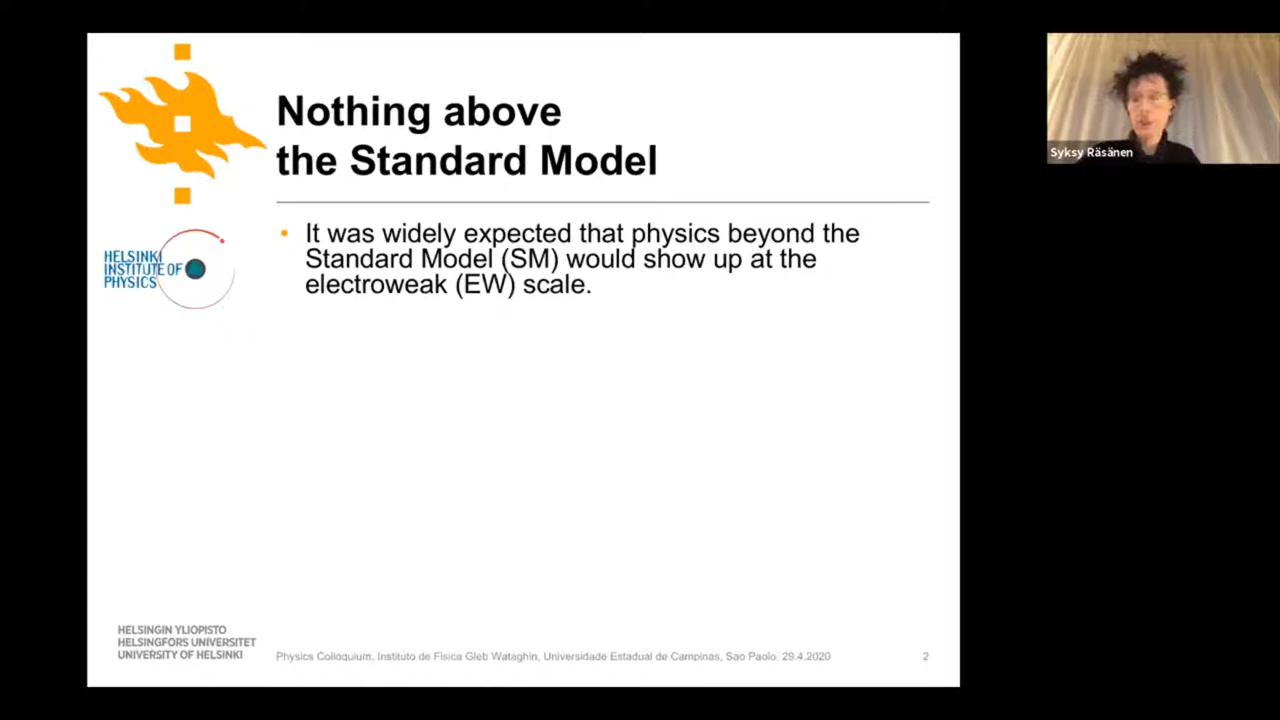 Nothing above
the Standard Model
• It was widely expected that physics beyond the
Standard Model (SM) would show up at the
electroweak (EW) scale.
HELSINKI
INSTITUTE OF
PHYSICS
HELSINGIN YLIOPISTO
HELSINGFORS UNIVERSITET
UNIVERSITY OF HELSINKI
Physics Colloquium, Instituto de Fisica Gleb Wataghin, Universidade Estadual de Campinas, Sao Paolo, 29.4.2020
2
Syksy Räsänen